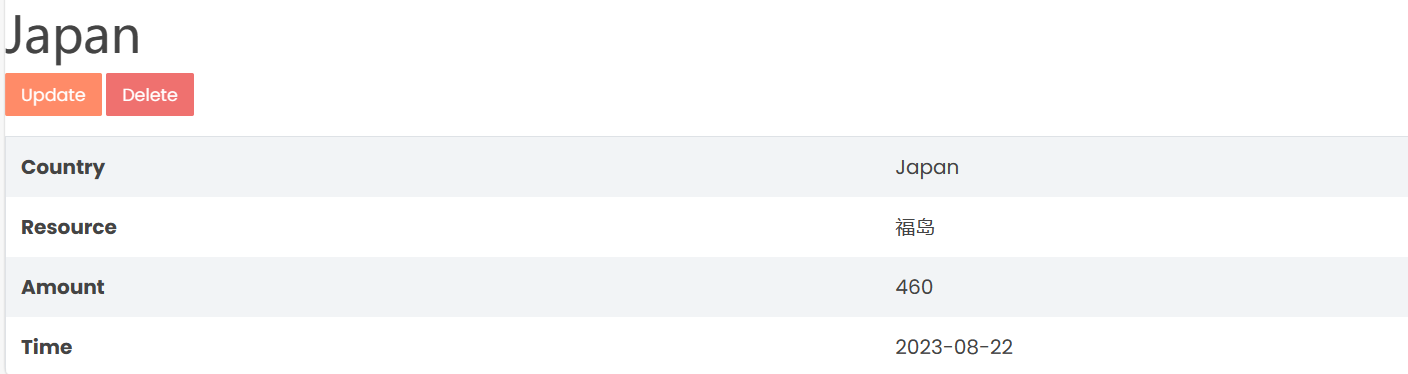 Japan
Update Delete
Country Japan
Resource 福岛
Amount 460
Time 2023-08-22